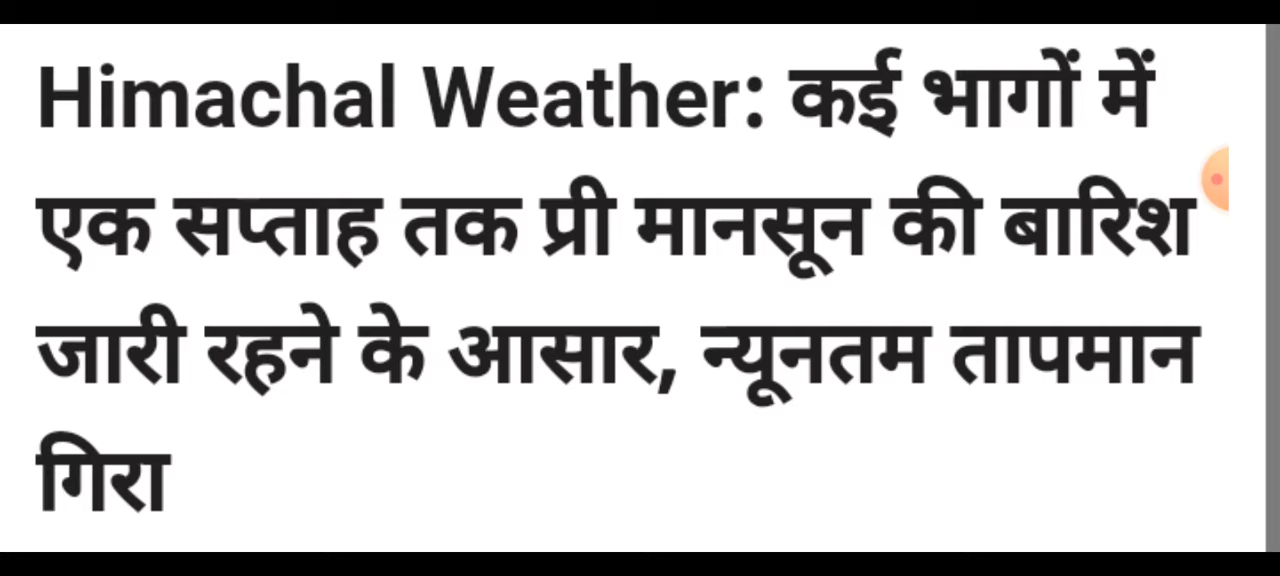 Himachal Weather: कई भागों में
एक सप्ताह तक प्री मानसून की बारिश
जारी रहने के आसार, न्यूनतम तापमान
गिरा